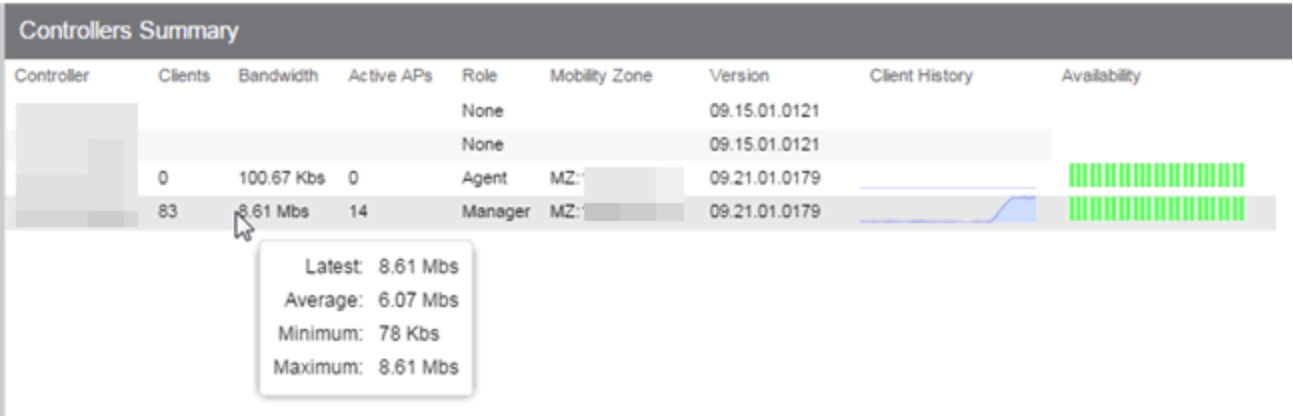 Controllers Summary
Controller Clients Bandwidth Active APs Role Mobility Zone Version Client History Availability
None 09.15.01.0121
None 09.15.01.0121
0 100.67 Kbs 0 Agent MZ: 09.21.01.0179
83 8.61 Mbs 14 Manager MZ: 09.21.01.0179
Latest: 8.61 Mbs
Average: 6.07 Mbs
Minimum: 78 Kbs
Maximum: 8.61 Mbs